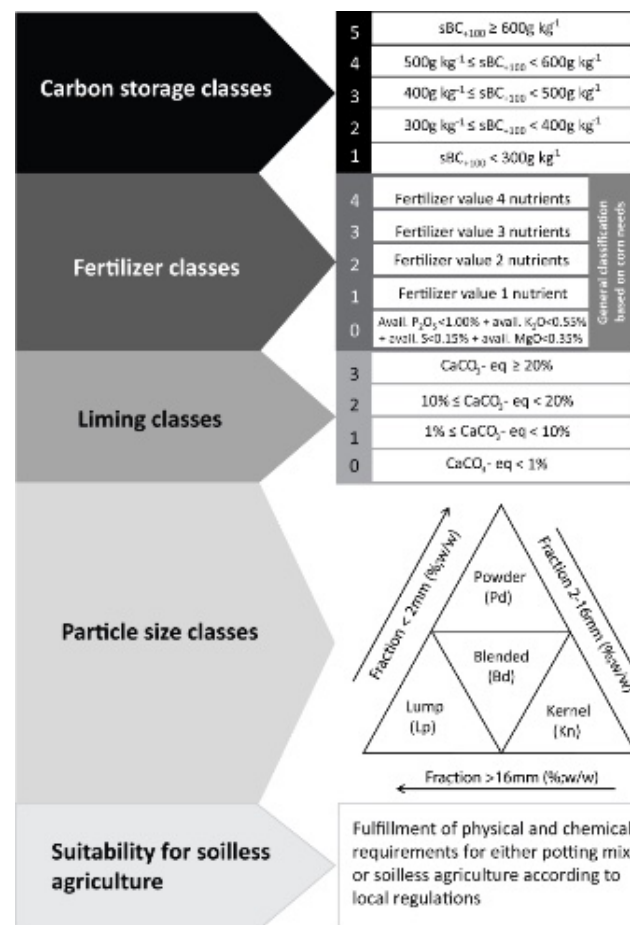 Carbon storage classes
5 sBC₊₁₀₀ ≥ 600g kg⁻¹
4 500g kg⁻¹ ≤ sBC₊₁₀₀ < 600g kg⁻¹
3 400g kg⁻¹ ≤ sBC₊₁₀₀ < 500g kg⁻¹
2 300g kg⁻¹ ≤ sBC₊₁₀₀ < 400g kg⁻¹
1 sBC₊₁₀₀ < 300g kg⁻¹
Fertilizer classes
4 Fertilizer value 4 nutrients
3 Fertilizer value 3 nutrients
2 Fertilizer value 2 nutrients
1 Fertilizer value 1 nutrient
0 Avail. P₂O₅<1.00% + avail. K₂O<0.55%
+ avail. S<0.15% + avail. MgO<0.35%
General classification
based on corn needs
Liming classes
3 CaCO₃- eq ≥ 20%
2 10% ≤ CaCO₃- eq < 20%
1 1% ≤ CaCO₃- eq < 10%
0 CaCO₃- eq < 1%
Particle size classes
Fraction < 2mm (%;w/w)
Fraction 2-16mm (%;w/w)
Powder
(Pd)
Blended
(Bd)
Lump
(Lp)
Kernel
(Kn)
Fraction >16mm (%;w/w)
Suitability for soilless
agriculture
Fulfillment of physical and chemical
requirements for either potting mix
or soilless agriculture according to
local regulations